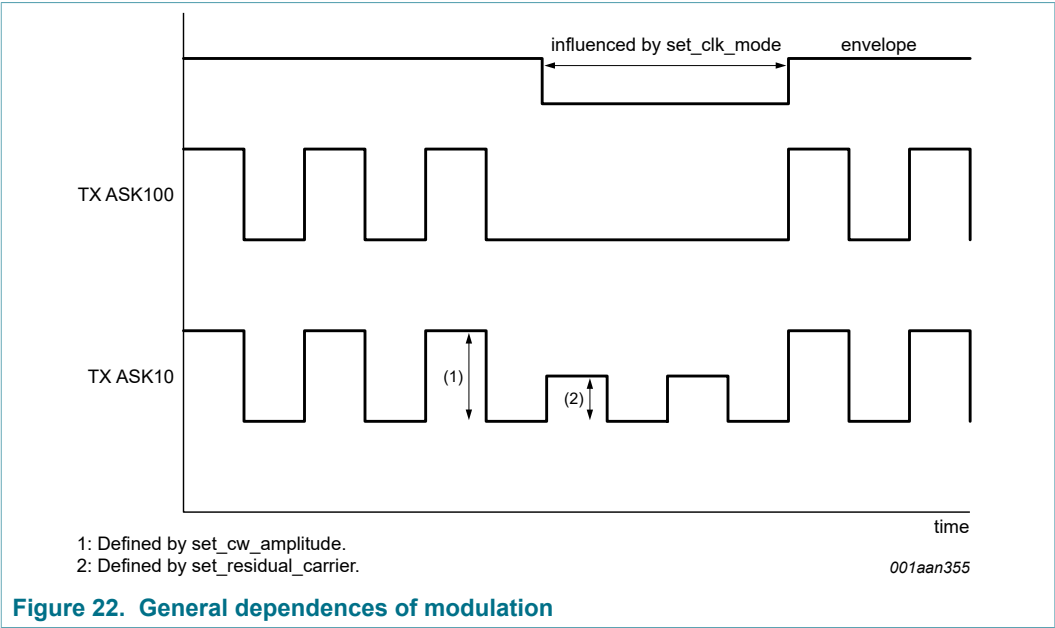 influenced by set_clk_mode
envelope
TX ASK100
TX ASK10
(1)
(2)
time
1: Defined by set_cw_amplitude.
2: Defined by set_residual_carrier.
001aan355
Figure 22. General dependences of modulation